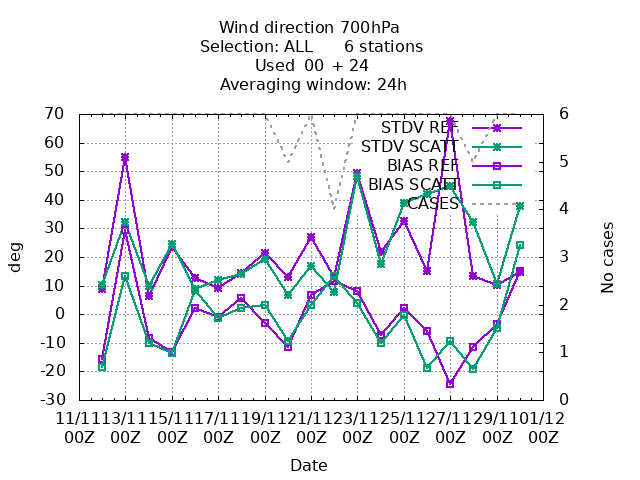 Wind direction 700hPa
Selection: ALL 6 stations
Used 00 + 24
Averaging window: 24h
70
60
50
40
30
20
10
0
-10
-20
-30
deg
6
5
4
3
2
1
0
No cases
STDV REF
STDV SCATT
BIAS REF
BIAS SCATT
CASES
11/11 13/11 15/11 17/11 19/11 21/11 23/11 25/11 27/11 29/11 01/12
00Z 00Z 00Z 00Z 00Z 00Z 00Z 00Z 00Z 00Z 00Z
Date